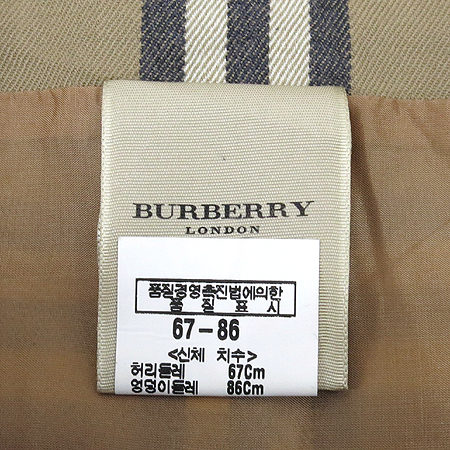 BURBERRY
LONDON
품질경영촉진법에의한
품 질 표 시
67-86
<신체 치수>
허리둘레 67Cm
엉덩이둘레 86Cm